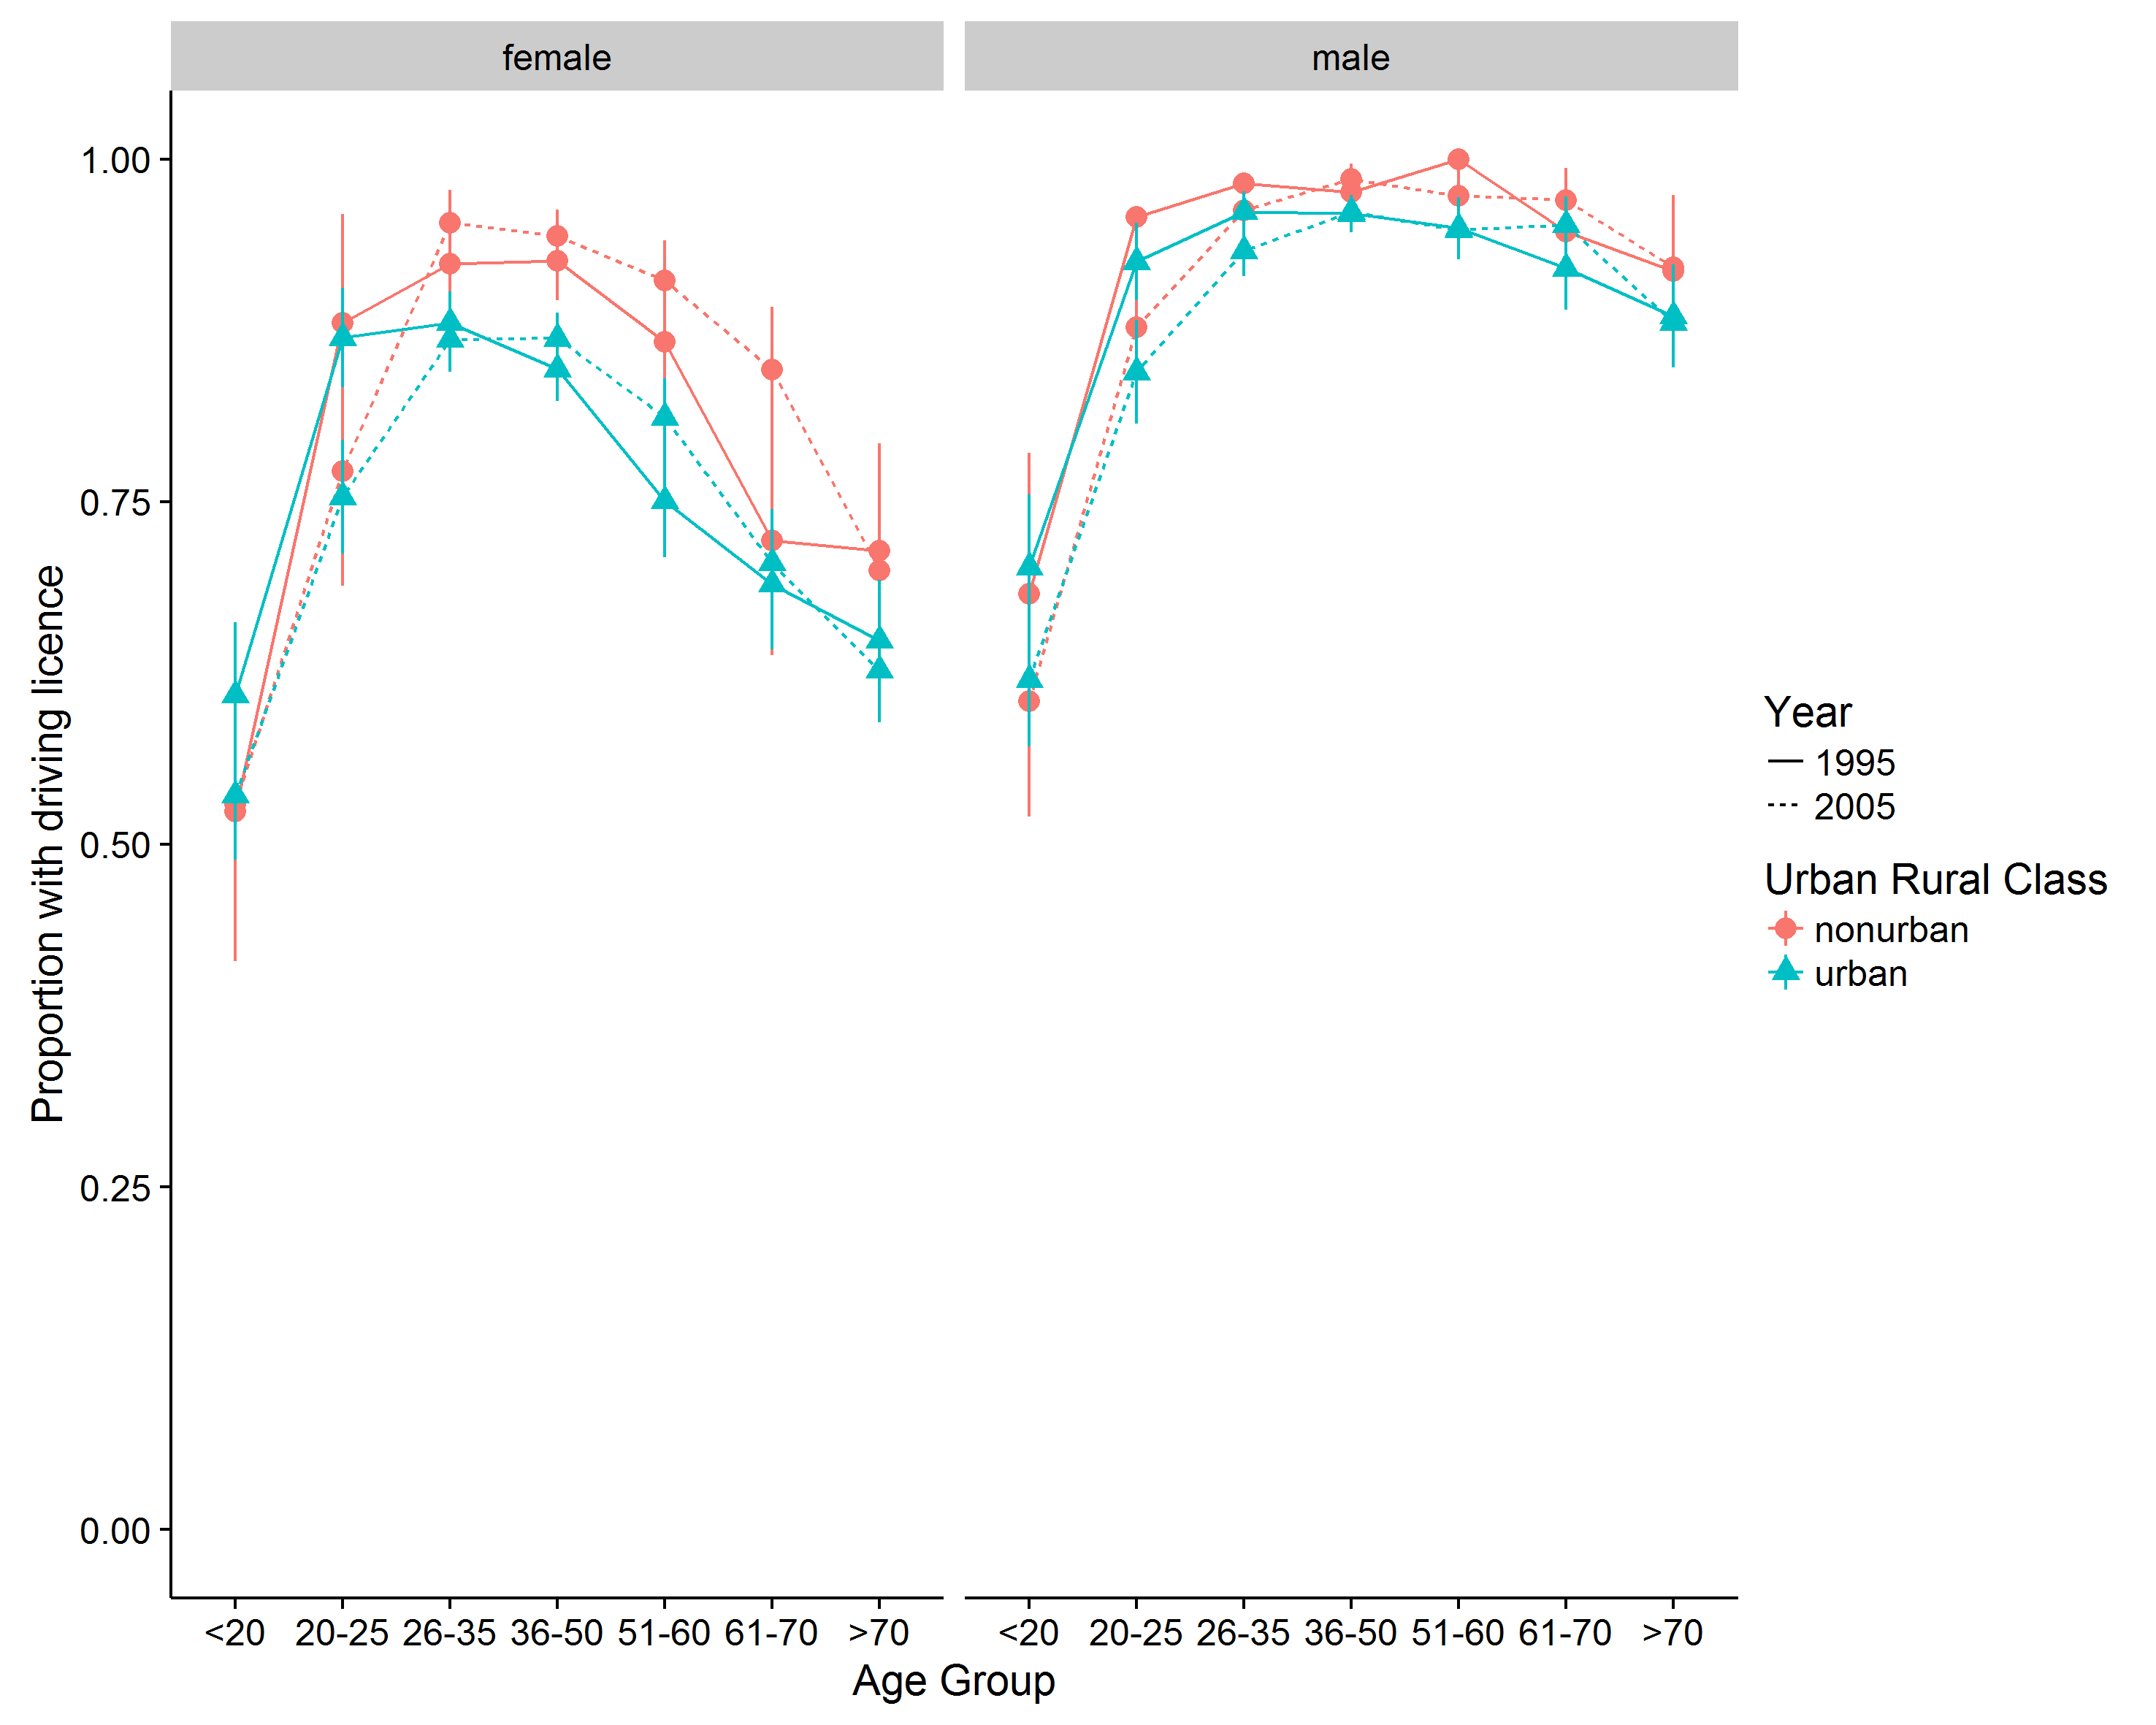 female
male
1.00
0.75
0.50
0.25
0.00
Proportion with driving licence
<20 20-25 26-35 36-50 51-60 61-70 >70
<20 20-25 26-35 36-50 51-60 61-70 >70
Age Group
Year
1995
2005
Urban Rural Class
nonurban
urban